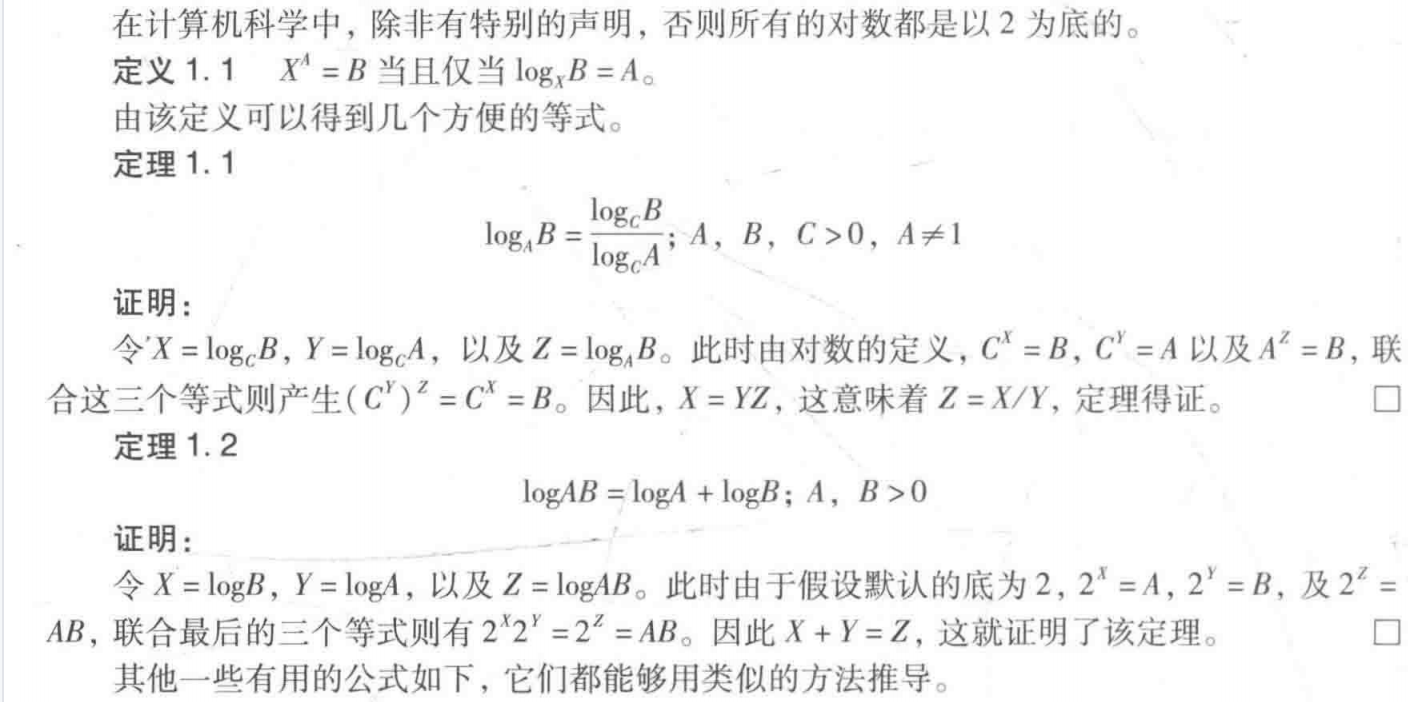 在计算机科学中，除非有特别的声明，否则所有的对数都是以 2 为底的。
定义 1.1 X^A = B 当且仅当 log_X B = A。
由该定义可以得到几个方便的等式。
定理 1.1
log_A B = \frac{log_C B}{log_C A}; A, B, C > 0, A ≠ 1
证明：
令 X = log_C B, Y = log_C A, 以及 Z = log_A B。此时由对数的定义, C^X = B, C^Y = A 以及 A^Z = B, 联
合这三个等式则产生(C^Y)^Z = C^X = B。因此, X = YZ, 这意味着 Z = X/Y, 定理得证。 □
定理 1.2
logAB = logA + logB; A, B > 0
证明：
令 X = logB, Y = logA, 以及 Z = logAB。此时由于假设默认的底为 2, 2^X = A, 2^Y = B, 及 2^Z =
AB, 联合最后的三个等式则有 2^X 2^Y = 2^Z = AB。因此 X + Y = Z, 这就证明了该定理。 □
其他一些有用的公式如下, 它们都能够用类似的方法推导。